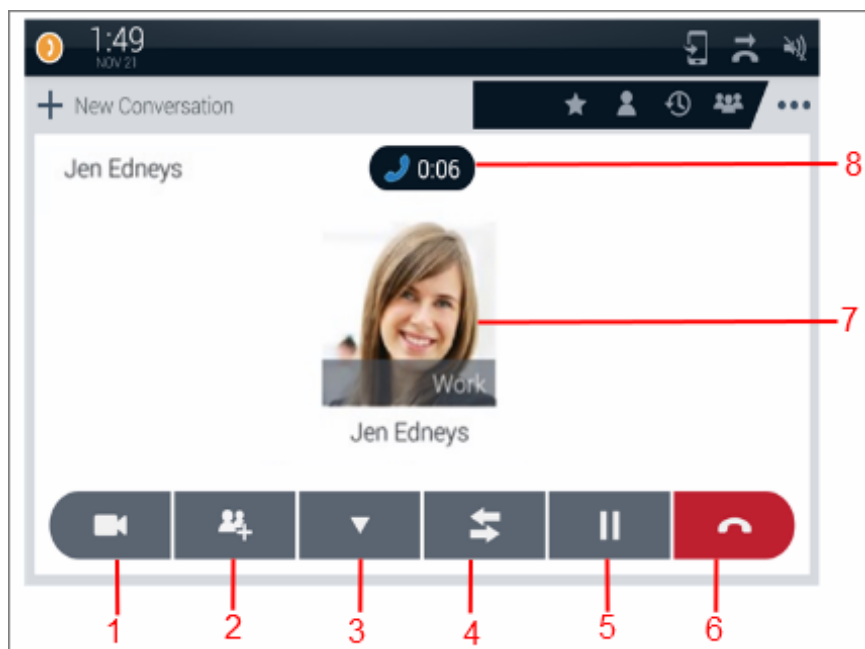 1:49
NOV 21
New Conversation
Jen Edneys
0:06
8
7
Work
Jen Edneys
1 2 3 4 5 6